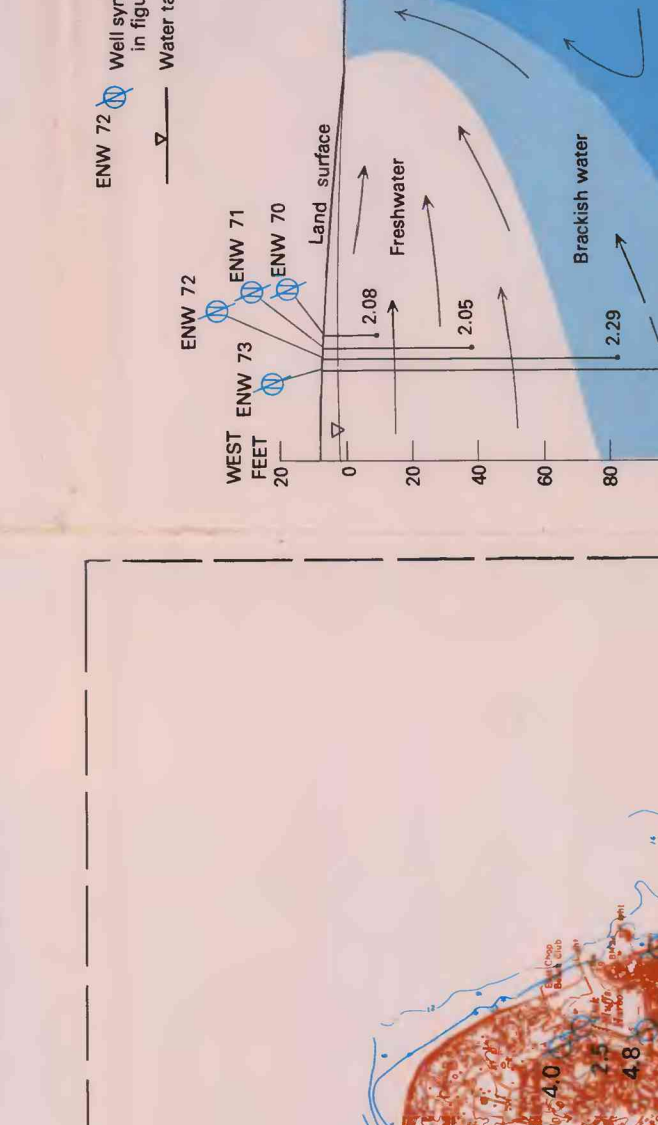 ENW 72
Well syn
in figu
Water ta
ENW 73
ENW 72
ENW 71
ENW 70
WEST
FEET
20
0
20
40
60
80
Land surface
Freshwater
Brackish water
2.08
2.05
2.29
Club
4.0
2.5
4.8